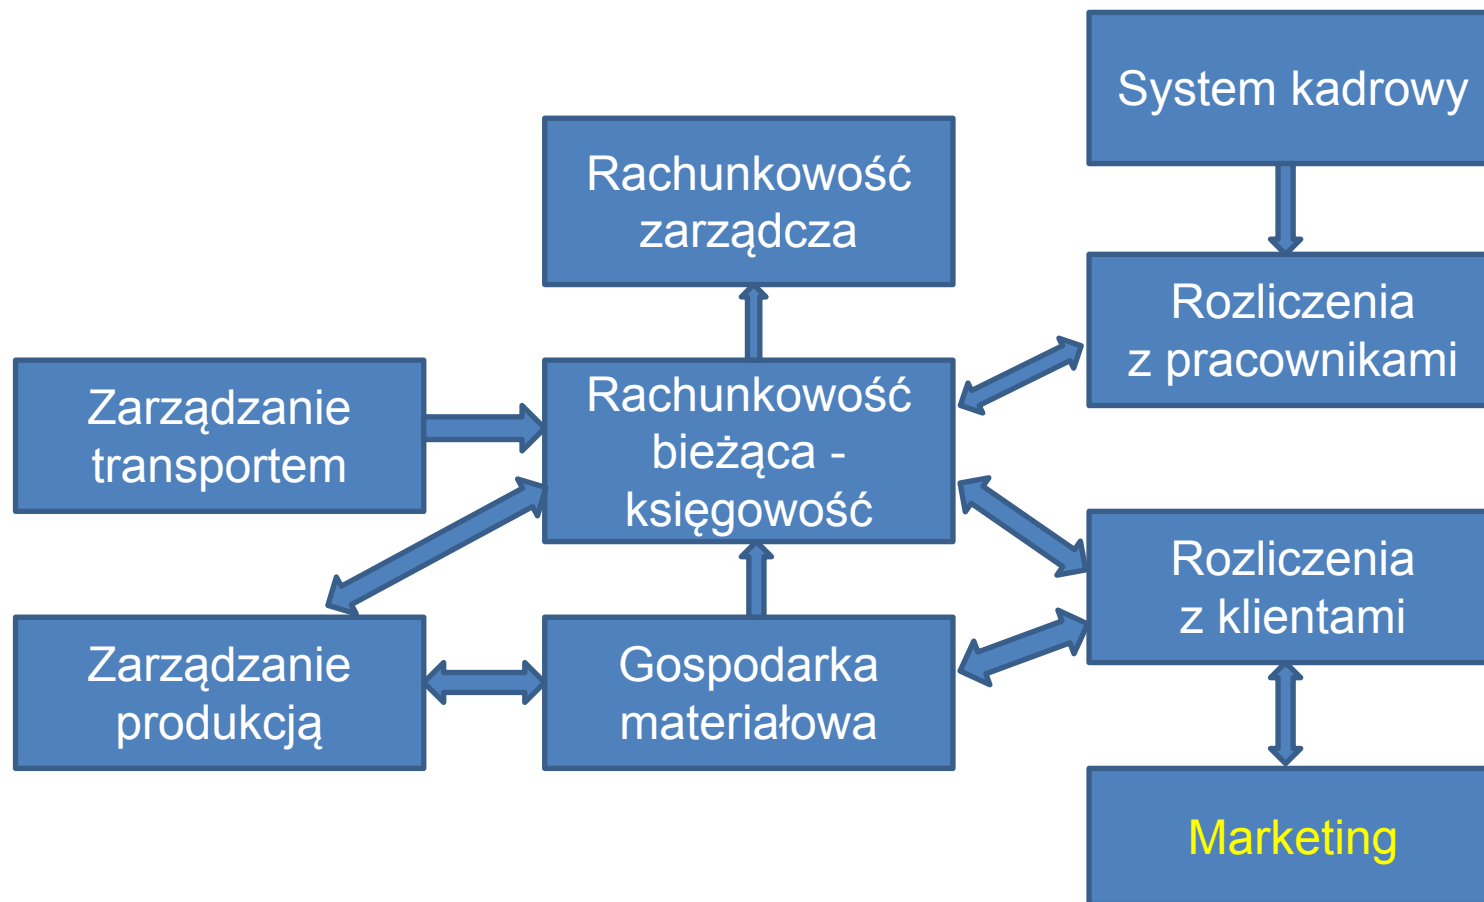 System kadrowy
Rachunkowość
zarządcza
Rozliczenia
z pracownikami
Zarządzanie
transportem
Rachunkowość
bieżąca -
księgowość
Rozliczenia
z klientami
Zarządzanie
produkcją
Gospodarka
materiałowa
Marketing